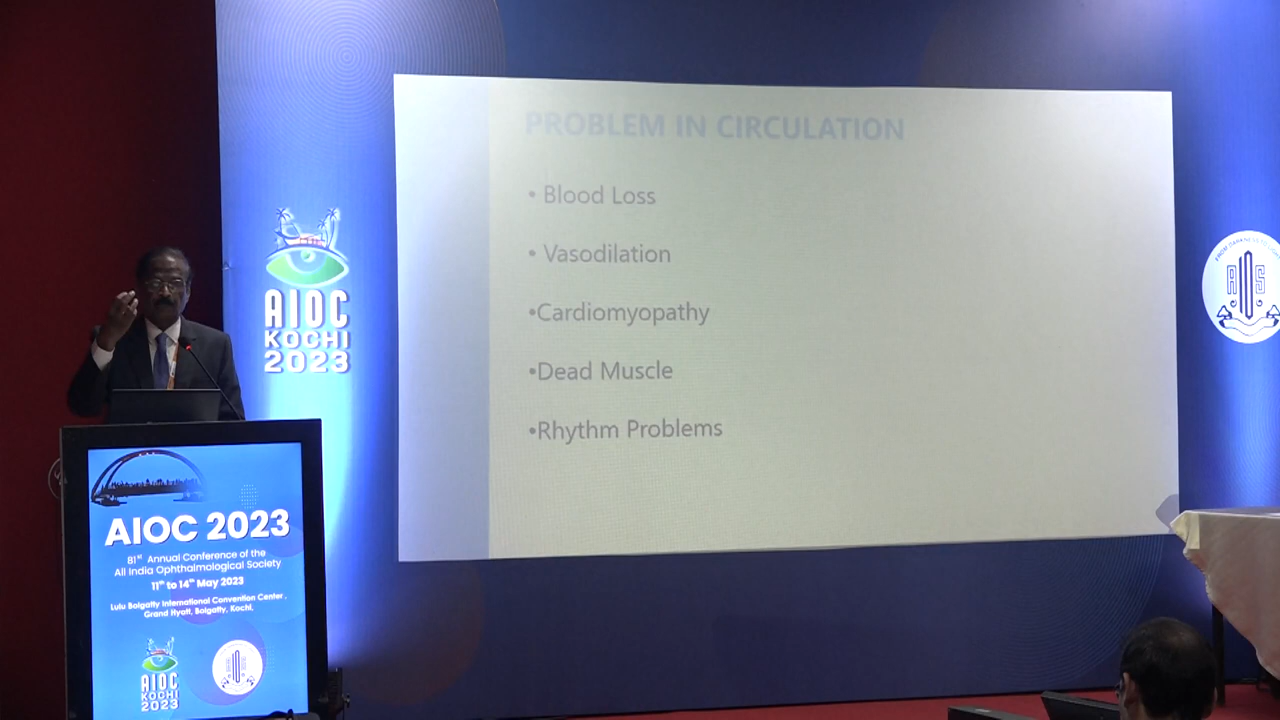 PROBLEM IN CIRCULATION
• Blood Loss
• Vasodilation
•Cardiomyopathy
•Dead Muscle
•Rhythm Problems
AIOC
KOCHI
2023
AIOC 2023
81st Annual Conference of the
All India Ophthalmological Society
11th to 14th May 2023
Lulu Bolgatty International Convention Center,
Grand Hyatt, Bolgatty, Kochi.
AIOC
KOCHI
2023